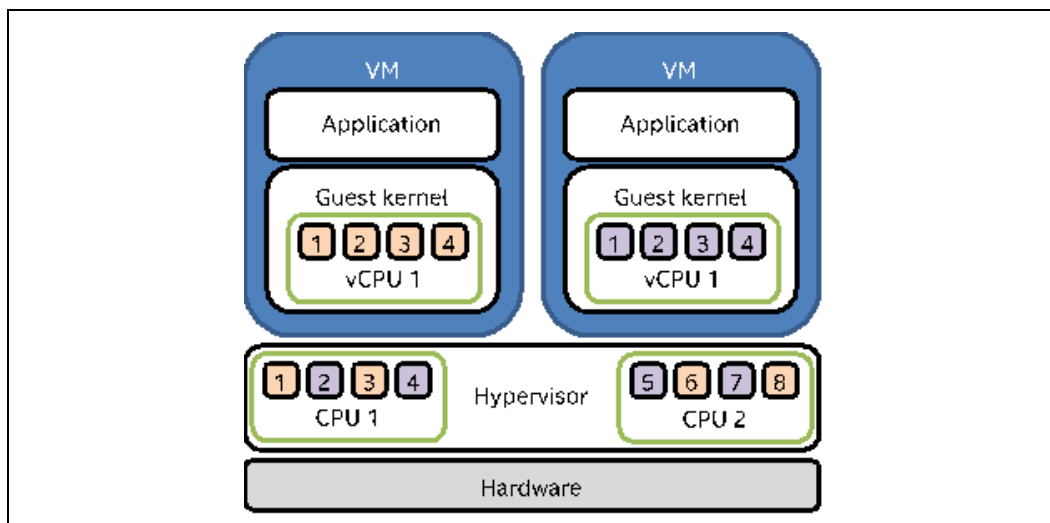 VM VM
Application Application
Guest kernel Guest kernel
1 2 3 4 1 2 3 4
vCPU 1 vCPU 1
1 2 3 4 5 6 7 8
Hypervisor
CPU 1 CPU 2
Hardware